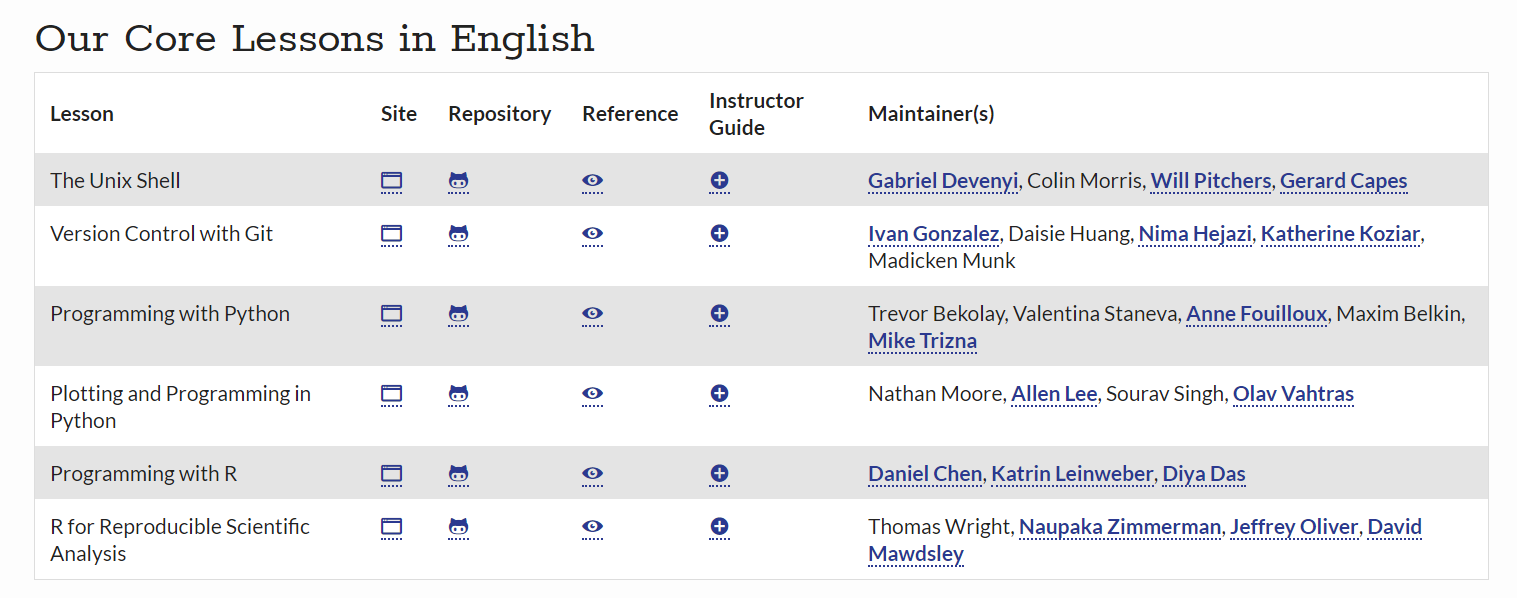 Our Core Lessons in English
Lesson Site Repository Reference Instructor Guide Maintainer(s)
The Unix Shell Gabriel Devenyi, Colin Morris, Will Pitchers, Gerard Capes
Version Control with Git Ivan Gonzalez, Daisie Huang, Nima Hejazi, Katherine Koziar,
Madicken Munk
Programming with Python Trevor Bekolay, Valentina Staneva, Anne Fouilloux, Maxim Belkin,
Mike Trizna
Plotting and Programming in Nathan Moore, Allen Lee, Sourav Singh, Olav Vahtras
Python
Programming with R Daniel Chen, Katrin Leinweber, Diya Das
R for Reproducible Scientific Thomas Wright, Naupaka Zimmerman, Jeffrey Oliver, David
Analysis Mawdsley